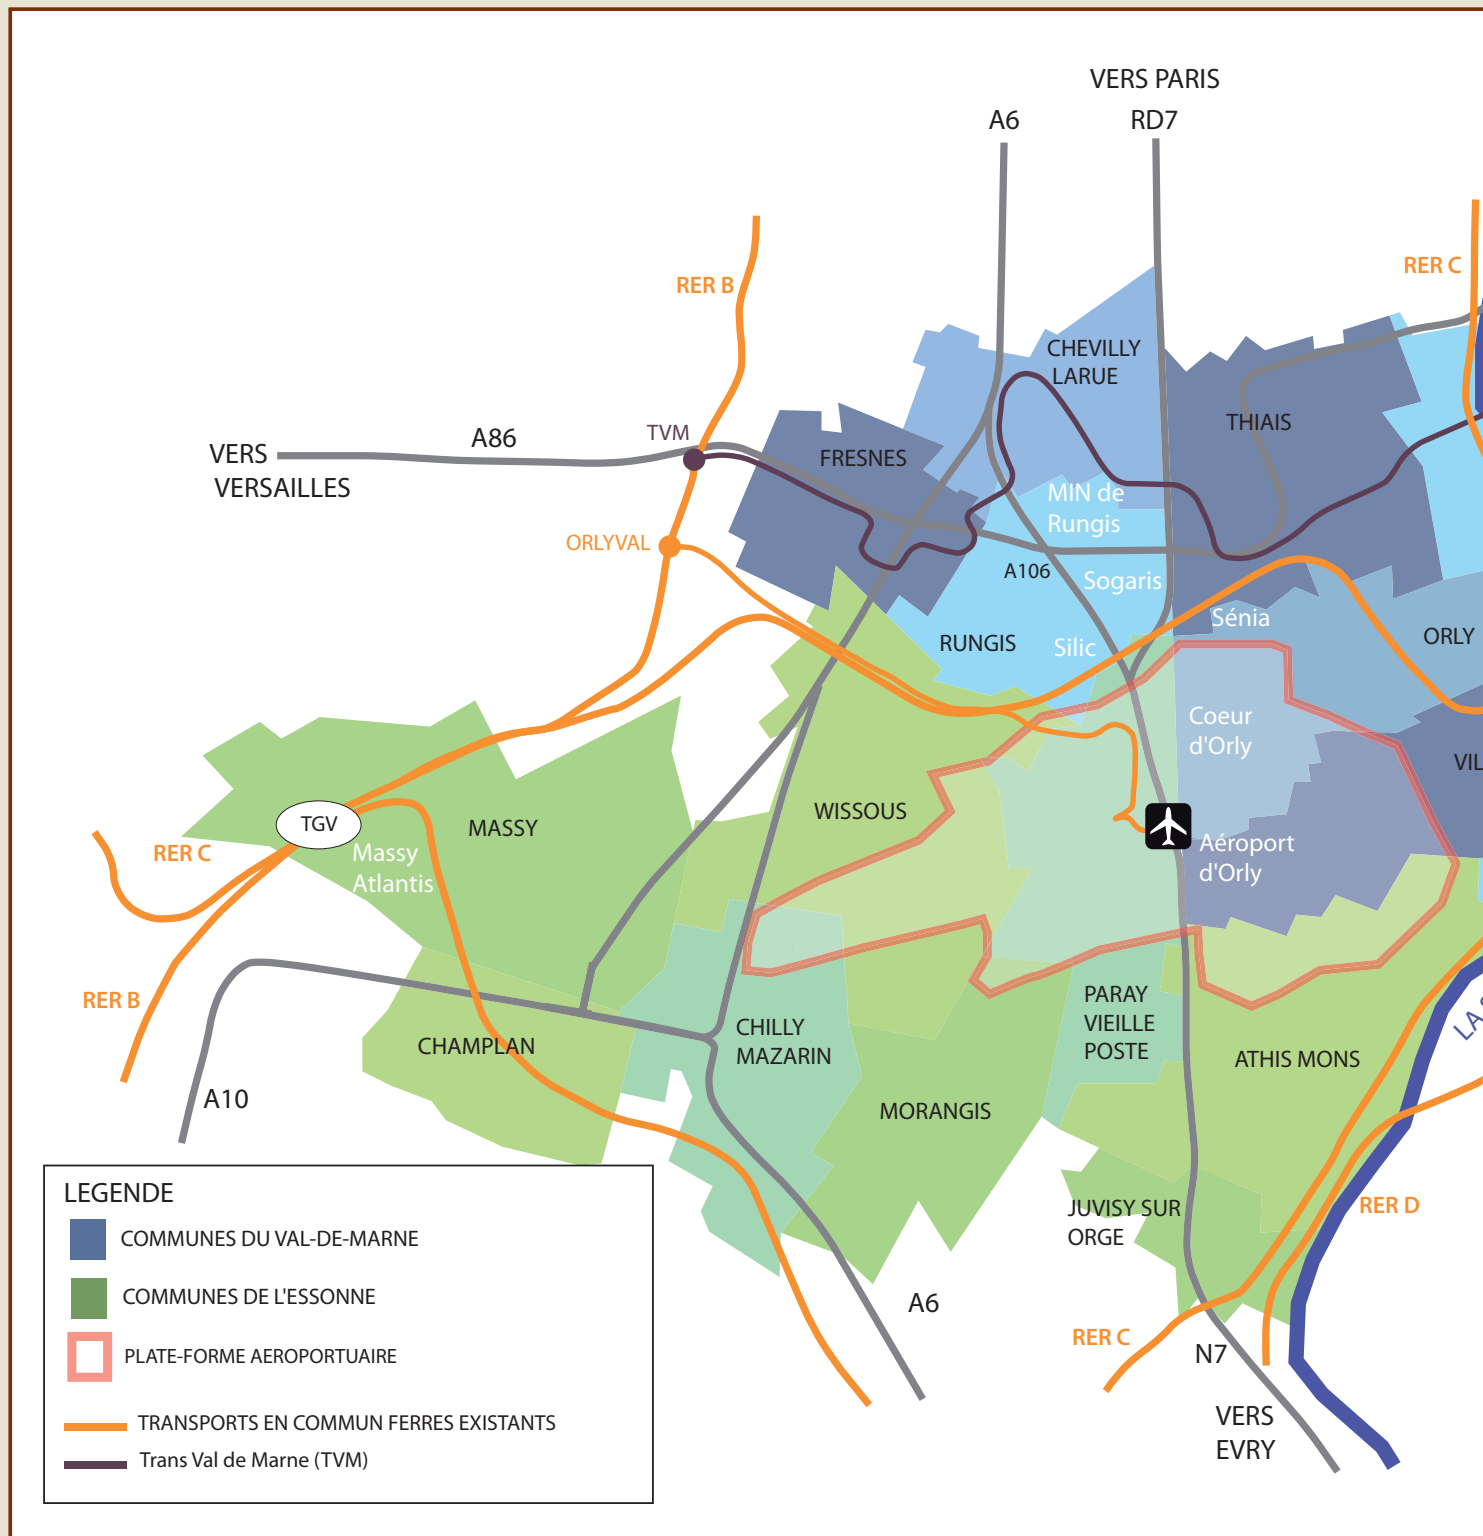 VERS PARIS
A6
RD7
RER B
RER C
CHEVILLY
LARUE
THIAIS
TVM
A86
VERS
VERSAILLES
FRESNES
MIN de
Rungis
ORLYVAL
A106
Sogaris
Sénia
RUNGIS
Silic
ORLY
Coeur
d'Orly
VIL
WISSOUS
TGV
MASSY
RER C
Massy
Atlantis
Aéroport
d'Orly
RER B
PARAY
VIEILLE
POSTE
CHILLY
MAZARIN
CHAMPLAN
ATHIS MONS
LA
A10
MORANGIS
JUVISY SUR
ORGE
RER D
LEGENDE
COMMUNES DU VAL-DE-MARNE
COMMUNES DE L'ESSONNE
PLATE-FORME AEROPORTUAIRE
TRANSPORTS EN COMMUN FERRES EXISTANTS
Trans Val de Marne (TVM)
A6
RER C
N7
VERS
EVRY